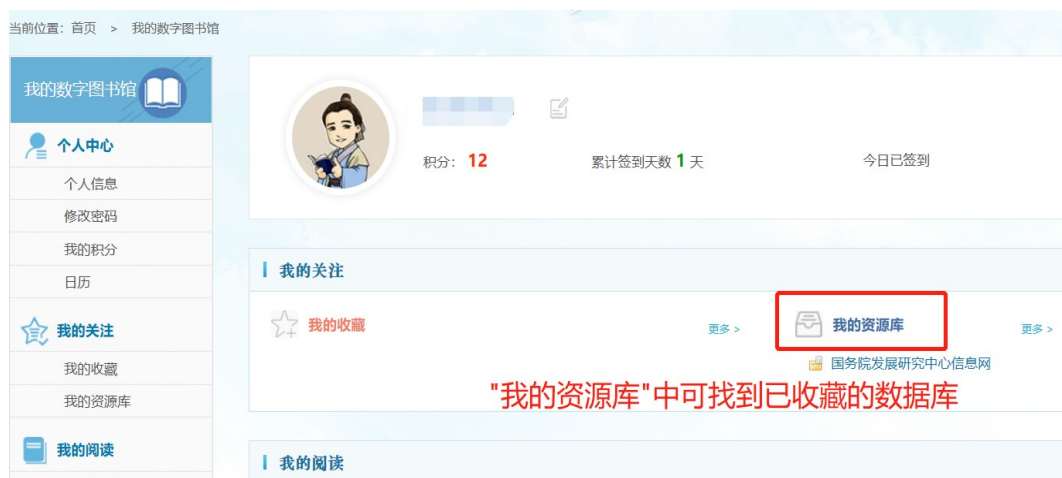 当前位置：首页 > 我的数字图书馆
我的数字图书馆
个人中心
个人信息
修改密码
我的积分
日历
我的关注
我的收藏
我的资源库
我的阅读
积分：12
累计签到天数 1 天
今日已签到
我的关注
我的收藏
更多 >
我的资源库
更多 >
国务院发展研究中心信息网
"我的资源库"中可找到已收藏的数据库
我的阅读